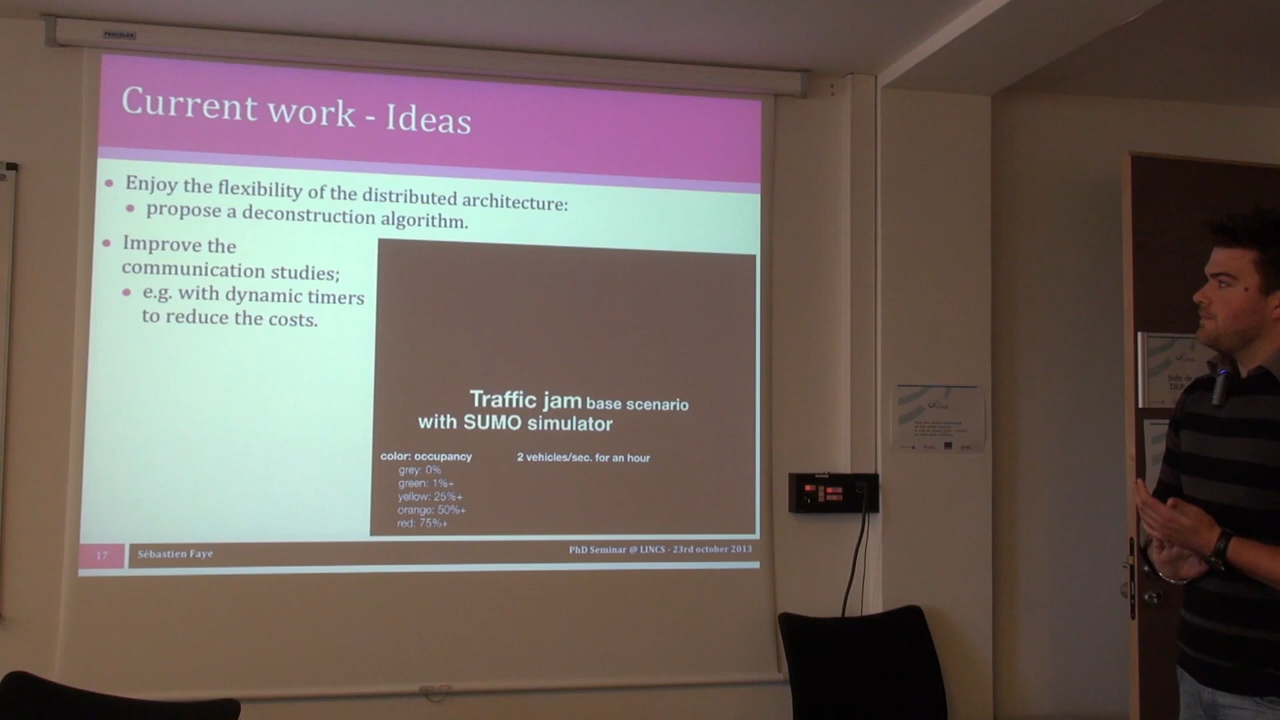 PROCOLOR
Current work - Ideas
Enjoy the flexibility of the distributed architecture:
propose a deconstruction algorithm.
Improve the
communication studies;
e.g. with dynamic timers
to reduce the costs.
Traffic jam base scenario
with SUMO simulator
color: occupancy
2 vehicles/sec. for an hour
grey: 0%
green: 1%+
yellow: 25%+
orange: 50%+
red: 75%+
17
Sébastien Faye
PhD Seminar @ LINCS - 23rd october 2013